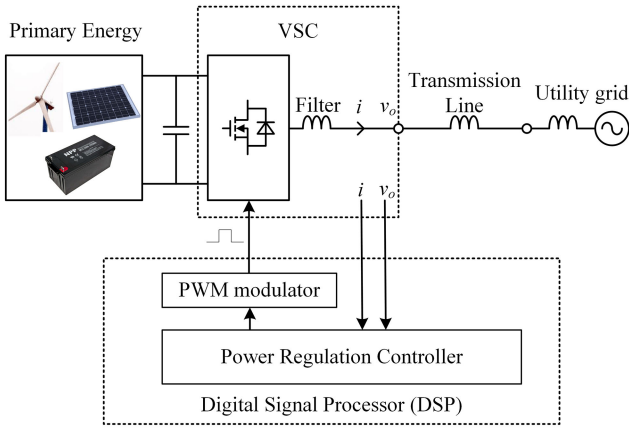 Primary Energy
VSC
Filter
i
vₒ
Transmission
Line
Utility grid
NPP
i
vₒ
PWM modulator
Power Regulation Controller
Digital Signal Processor (DSP)